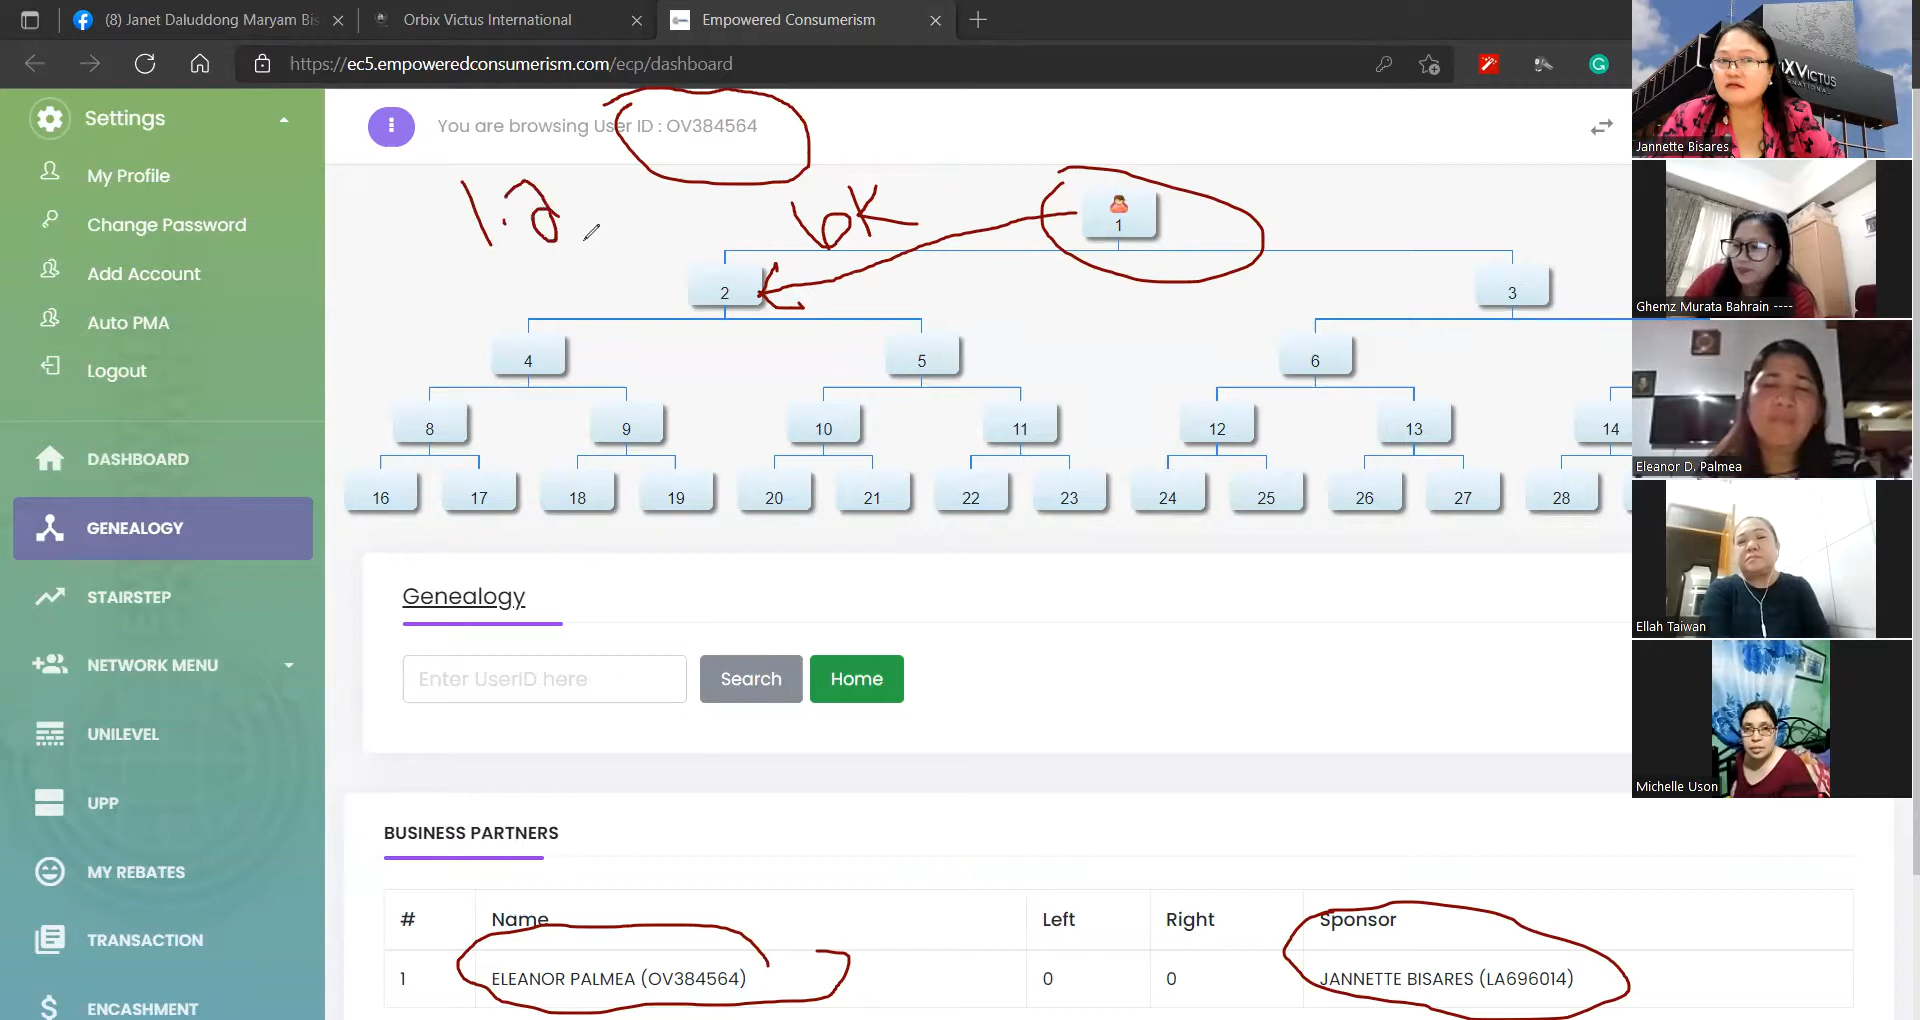 (8) Janet Daluddong Maryam Bis
Orbix Victus International
Empowered Consumerism
https://ec5.empoweredconsumerism.com/ecp/dashboard
Settings
My Profile
Change Password
Add Account
Auto PMA
Logout
DASHBOARD
GENEALOGY
STAIRSTEP
NETWORK MENU
UNILEVEL
UPP
MY REBATES
TRANSACTION
ENCASHMENT
You are browsing User ID : OV384564
1
2 3
4 5 6
8 9 10 11 12 13 14
16 17 18 19 20 21 22 23 24 25 26 27 28
Genealogy
Enter UserID here
Search
Home
BUSINESS PARTNERS
# Name Left Right Sponsor
1 ELEANOR PALMEA (OV384564) 0 0 JANNETTE BISARES (LA696014)
Jannette Bisares
Ghemz Murata Bahrain ----
Eleanor D. Palmea
Ellah Taiwan
Michelle Uson